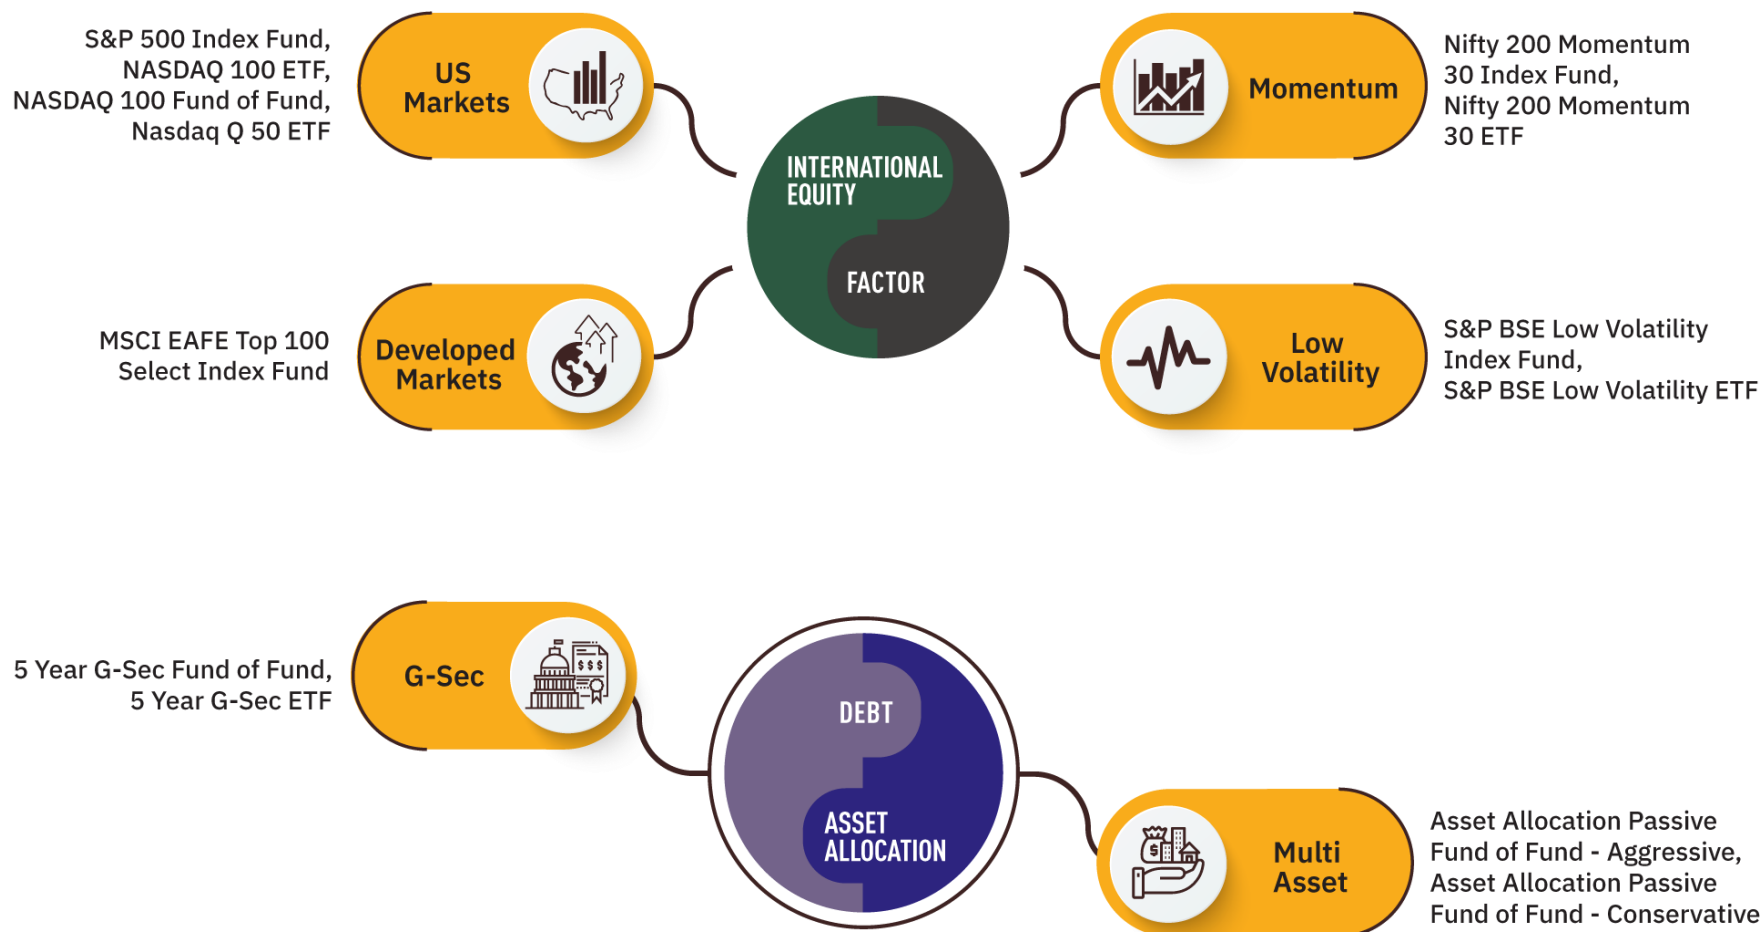 S&P 500 Index Fund,
NASDAQ 100 ETF,
NASDAQ 100 Fund of Fund,
Nasdaq Q 50 ETF
US
Markets
INTERNATIONAL
EQUITY
FACTOR
Momentum
Nifty 200 Momentum
30 Index Fund,
Nifty 200 Momentum
30 ETF
MSCI EAFE Top 100
Select Index Fund
Developed
Markets
Low
Volatility
S&P BSE Low Volatility
Index Fund,
S&P BSE Low Volatility ETF
5 Year G-Sec Fund of Fund,
5 Year G-Sec ETF
G-Sec
$$$
DEBT
ASSET
ALLOCATION
$
Multi
Asset
Asset Allocation Passive
Fund of Fund - Aggressive,
Asset Allocation Passive
Fund of Fund - Conservative